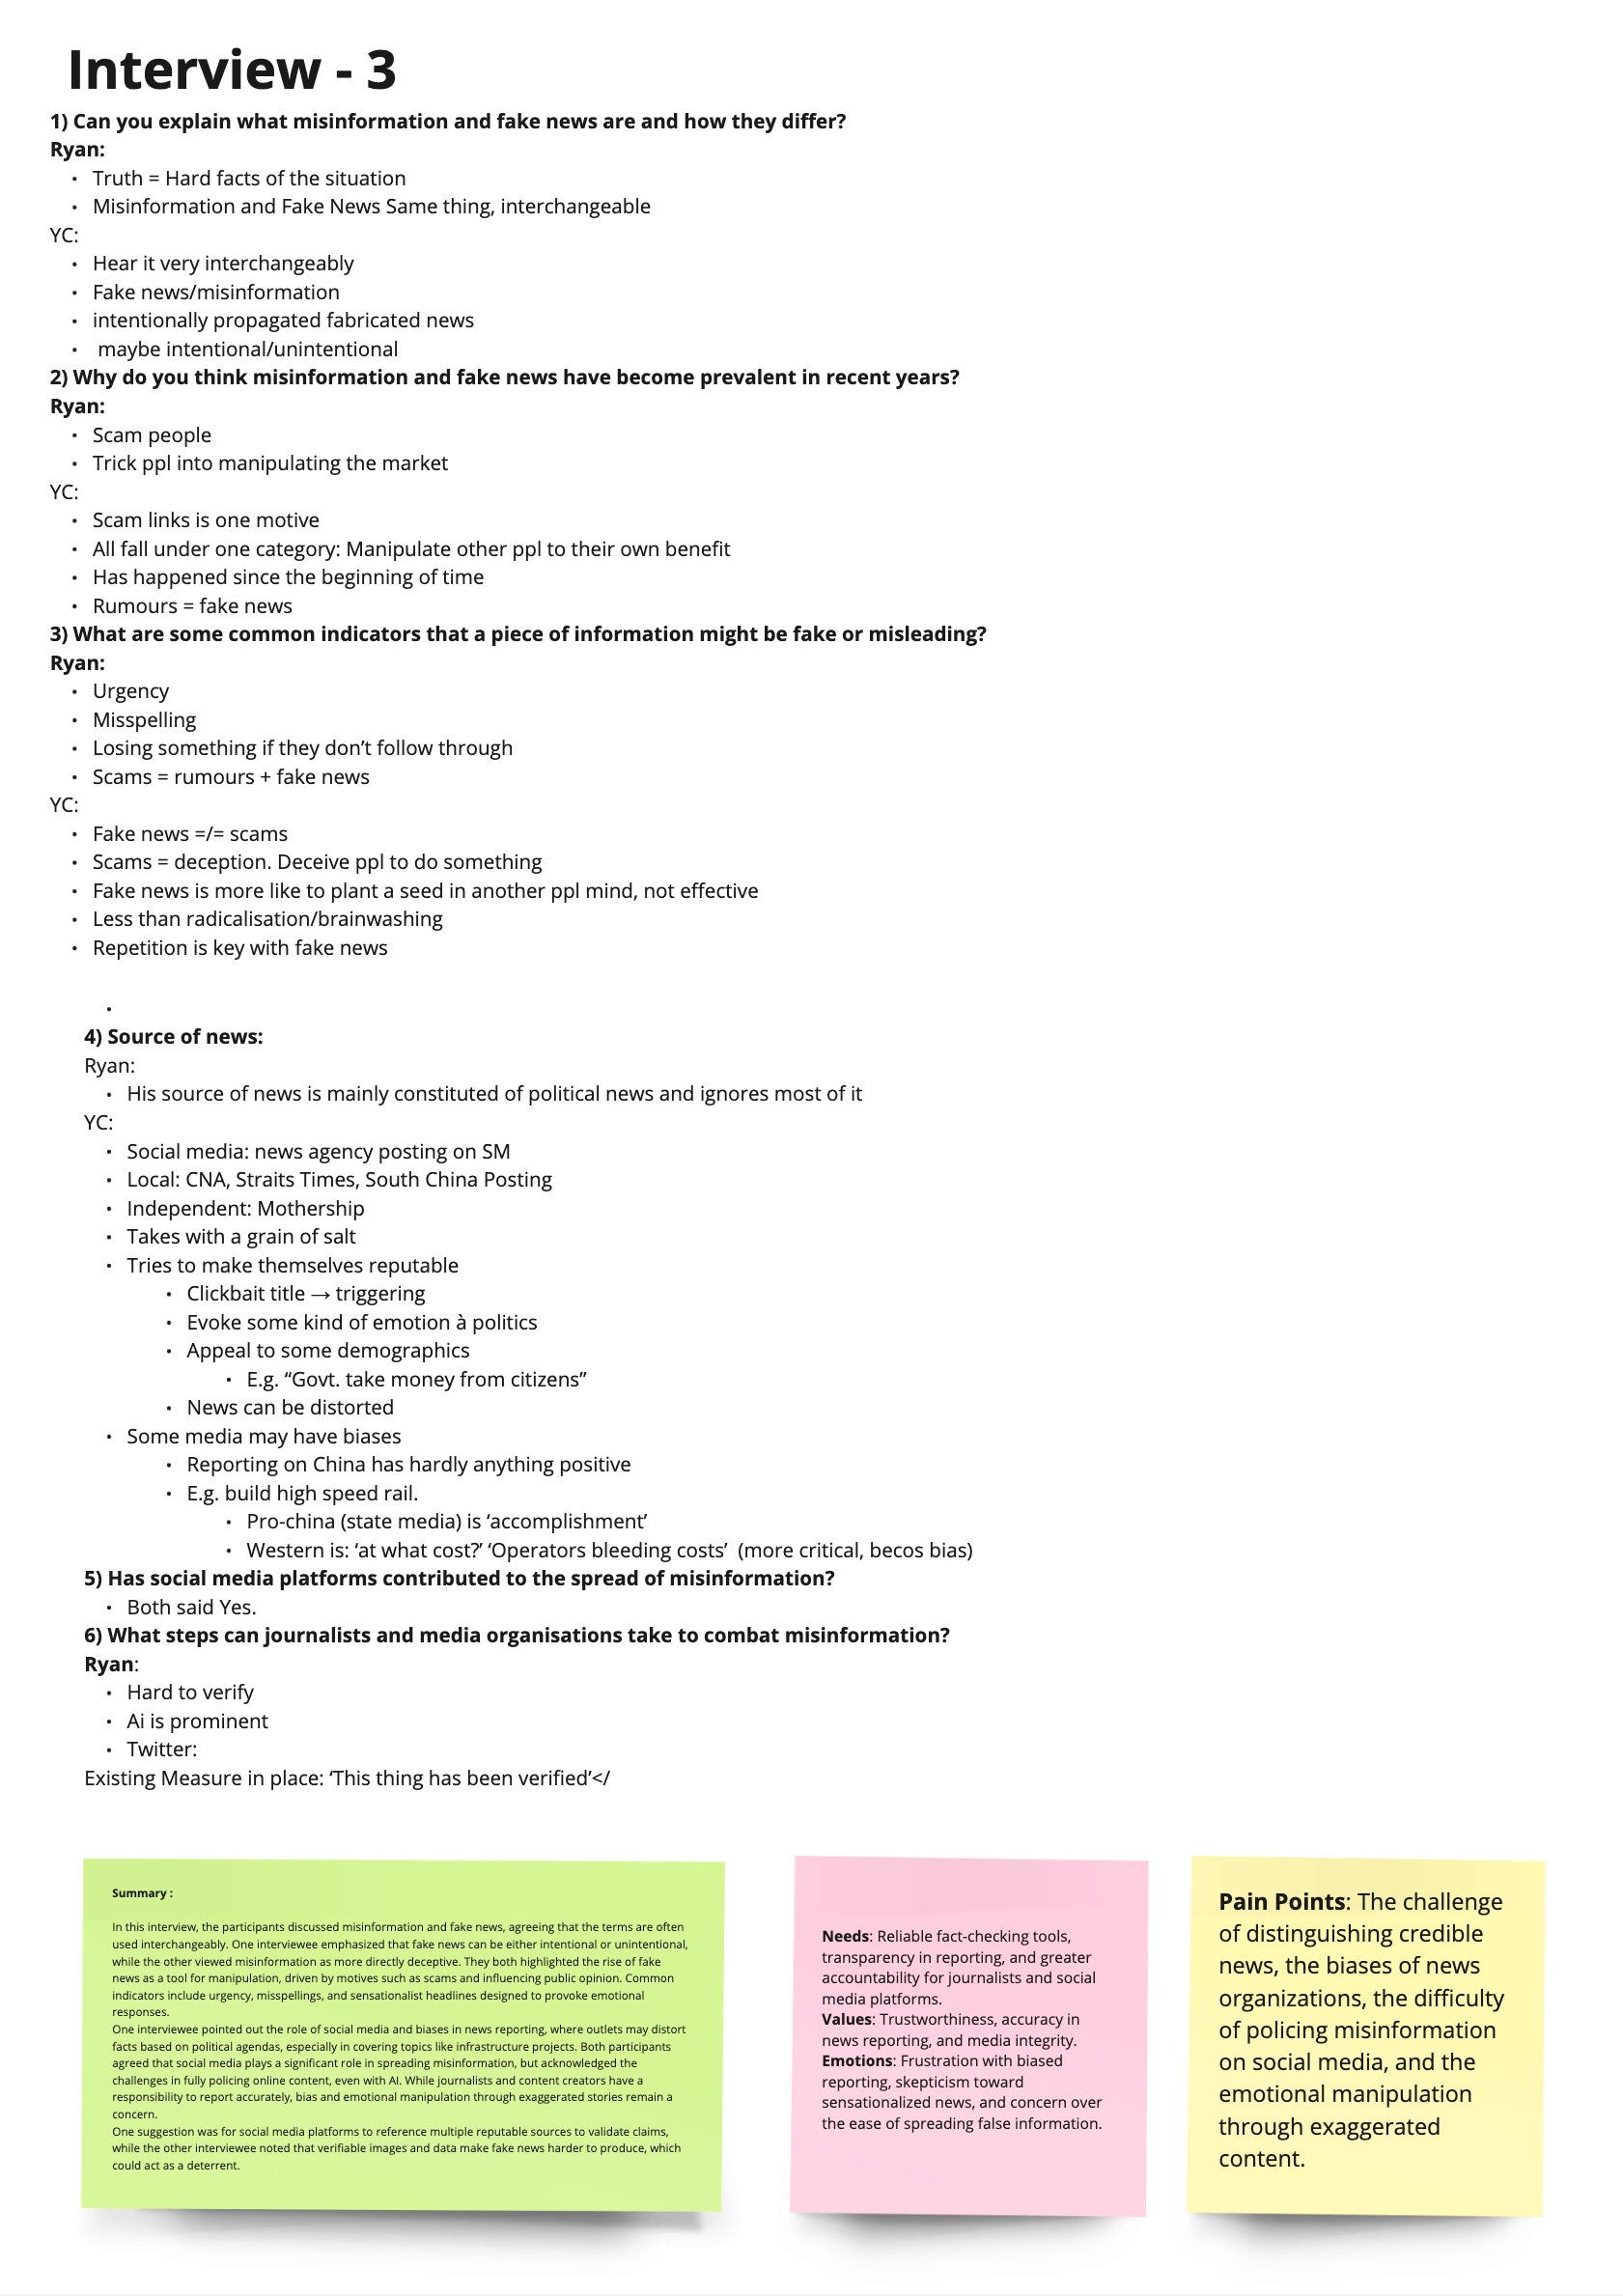 Interview - 3
1) Can you explain what misinformation and fake news are and how they differ?
Ryan:
• Truth = Hard facts of the situation
• Misinformation and Fake News Same thing, interchangeable
YC:
• Hear it very interchangeably
• Fake news/misinformation
• intentionally propagated fabricated news
• maybe intentional/unintentional
2) Why do you think misinformation and fake news have become prevalent in recent years?
Ryan:
• Scam people
• Trick ppl into manipulating the market
YC:
• Scam links is one motive
• All fall under one category: Manipulate other ppl to their own benefit
• Has happened since the beginning of time
• Rumours = fake news
3) What are some common indicators that a piece of information might be fake or misleading?
Ryan:
• Urgency
• Misspelling
• Losing something if they don’t follow through
• Scams = rumours + fake news
YC:
• Fake news =/= scams
• Scams = deception. Deceive ppl to do something
• Fake news is more like to plant a seed in another ppl mind, not effective
• Less than radicalisation/brainwashing
• Repetition is key with fake news
•
4) Source of news:
Ryan:
• His source of news is mainly constituted of political news and ignores most of it
YC:
• Social media: news agency posting on SM
• Local: CNA, Straits Times, South China Posting
• Independent: Mothership
• Takes with a grain of salt
• Tries to make themselves reputable
• Clickbait title → triggering
• Evoke some kind of emotion à politics
• Appeal to some demographics
• E.g. “Govt. take money from citizens”
• News can be distorted
• Some media may have biases
• Reporting on China has hardly anything positive
• E.g. build high speed rail.
• Pro-china (state media) is ‘accomplishment’
• Western is: ‘at what cost?’ ‘Operators bleeding costs’ (more critical, becos bias)
5) Has social media platforms contributed to the spread of misinformation?
• Both said Yes.
6) What steps can journalists and media organisations take to combat misinformation?
Ryan:
• Hard to verify
• Ai is prominent
• Twitter:
Existing Measure in place: ‘This thing has been verified’</
Summary :
In this interview, the participants discussed misinformation and fake news, agreeing that the terms are often
used interchangeably. One interviewee emphasized that fake news can be either intentional or unintentional,
while the other viewed misinformation as more directly deceptive. They both highlighted the rise of fake
news as a tool for manipulation, driven by motives such as scams and influencing public opinion. Common
indicators include urgency, misspellings, and sensationalist headlines designed to provoke emotional
responses.
One interviewee pointed out the role of social media and biases in news reporting, where outlets may distort
facts based on political agendas, especially in covering topics like infrastructure projects. Both participants
agreed that social media plays a significant role in spreading misinformation, but acknowledged the
challenges in fully policing online content, even with AI. While journalists and content creators have a
responsibility to report accurately, bias and emotional manipulation through exaggerated stories remain a
concern.
One suggestion was for social media platforms to reference multiple reputable sources to validate claims,
while the other interviewee noted that verifiable images and data make fake news harder to produce, which
could act as a deterrent.
Needs: Reliable fact-checking tools,
transparency in reporting, and greater
accountability for journalists and social
media platforms.
Values: Trustworthiness, accuracy in
news reporting, and media integrity.
Emotions: Frustration with biased
reporting, skepticism toward
sensationalized news, and concern over
the ease of spreading false information.
Pain Points: The challenge
of distinguishing credible
news, the biases of news
organizations, the difficulty
of policing misinformation
on social media, and the
emotional manipulation
through exaggerated
content.